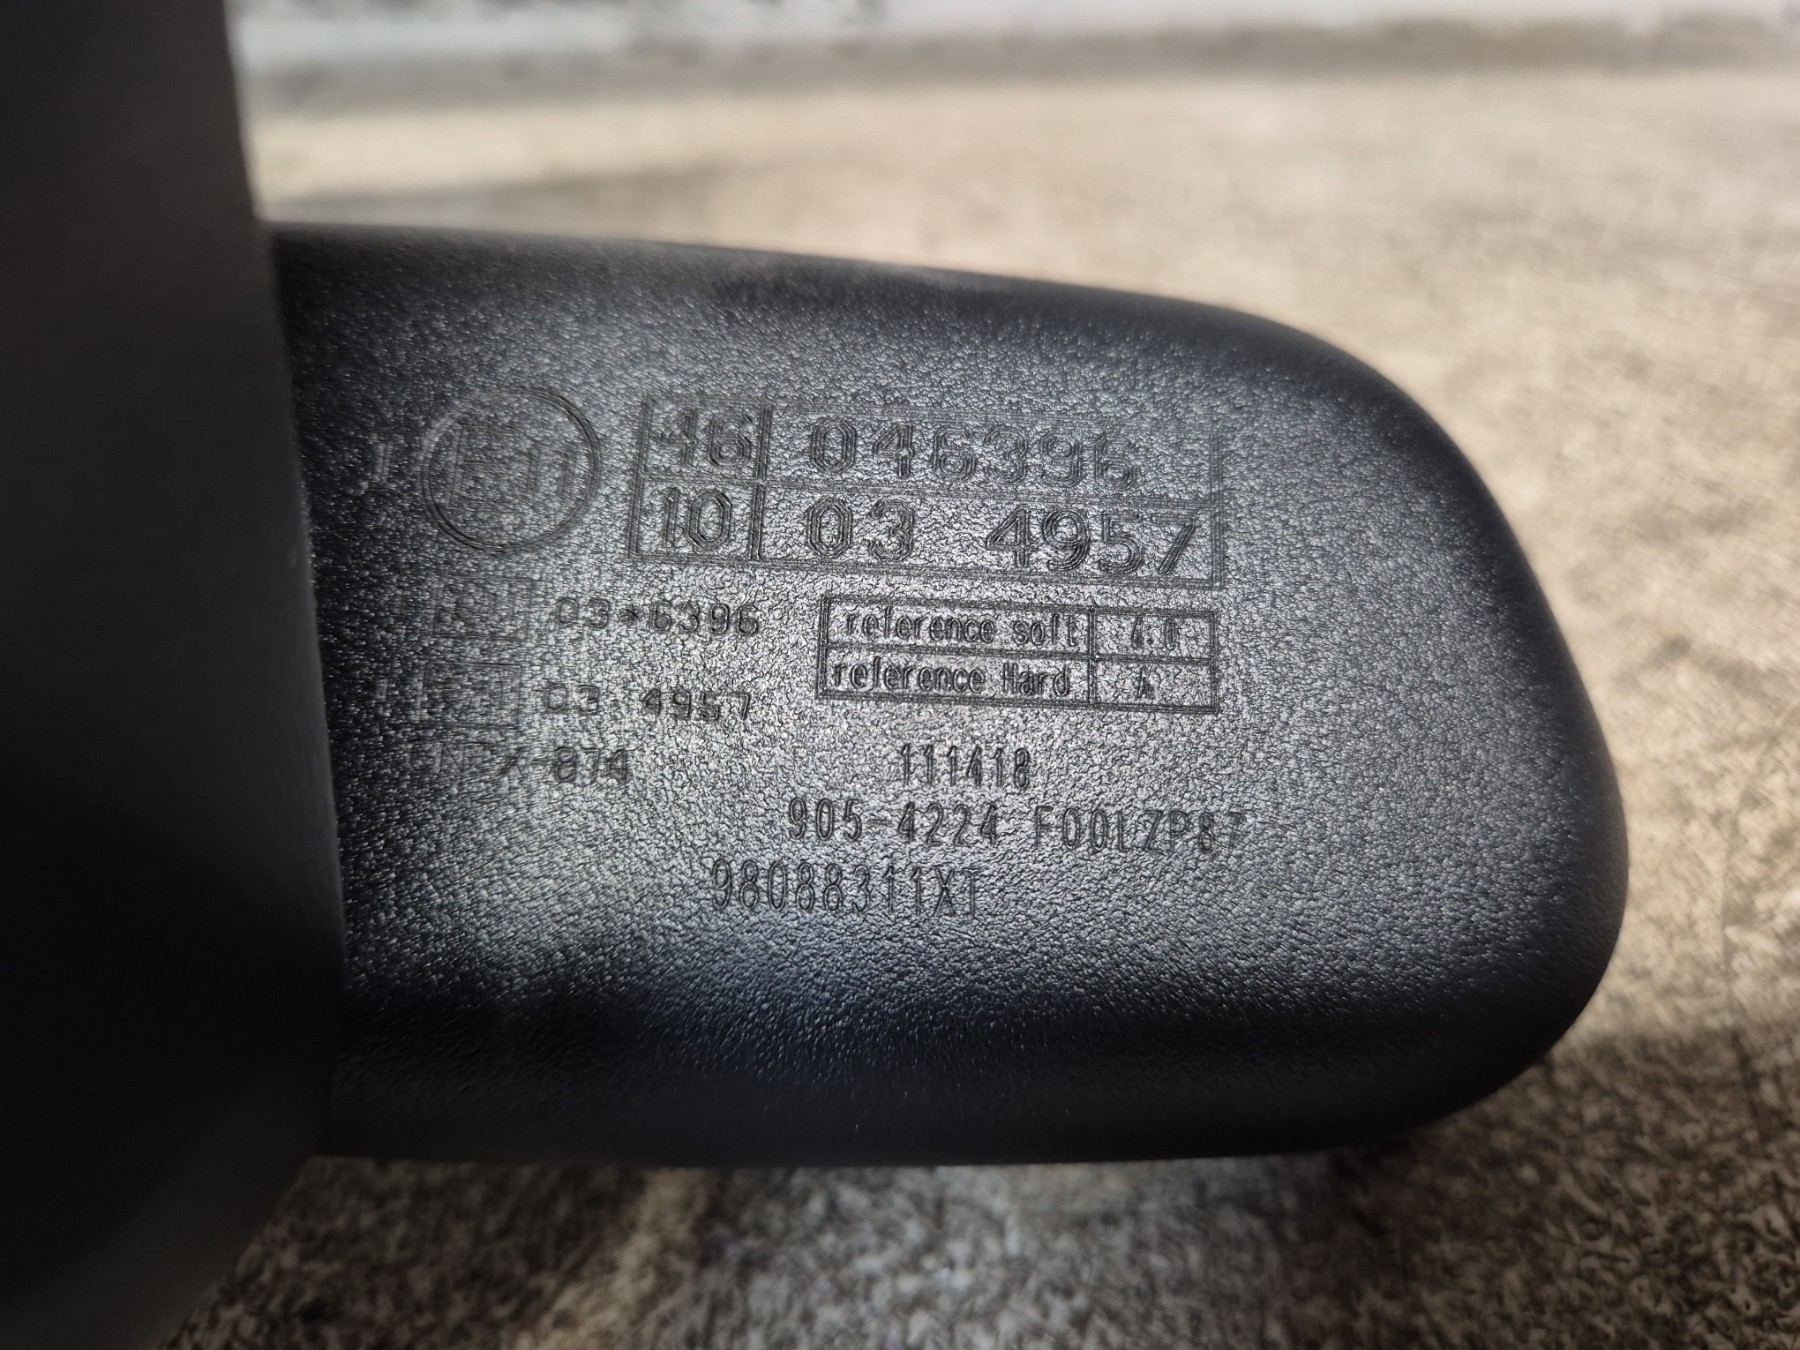 I E11
46 046396
10 03 4957
03*6396
reference soft 4.0
reference Hard A
03 4957
111418
905-4224 F00LZP87
98088311XT